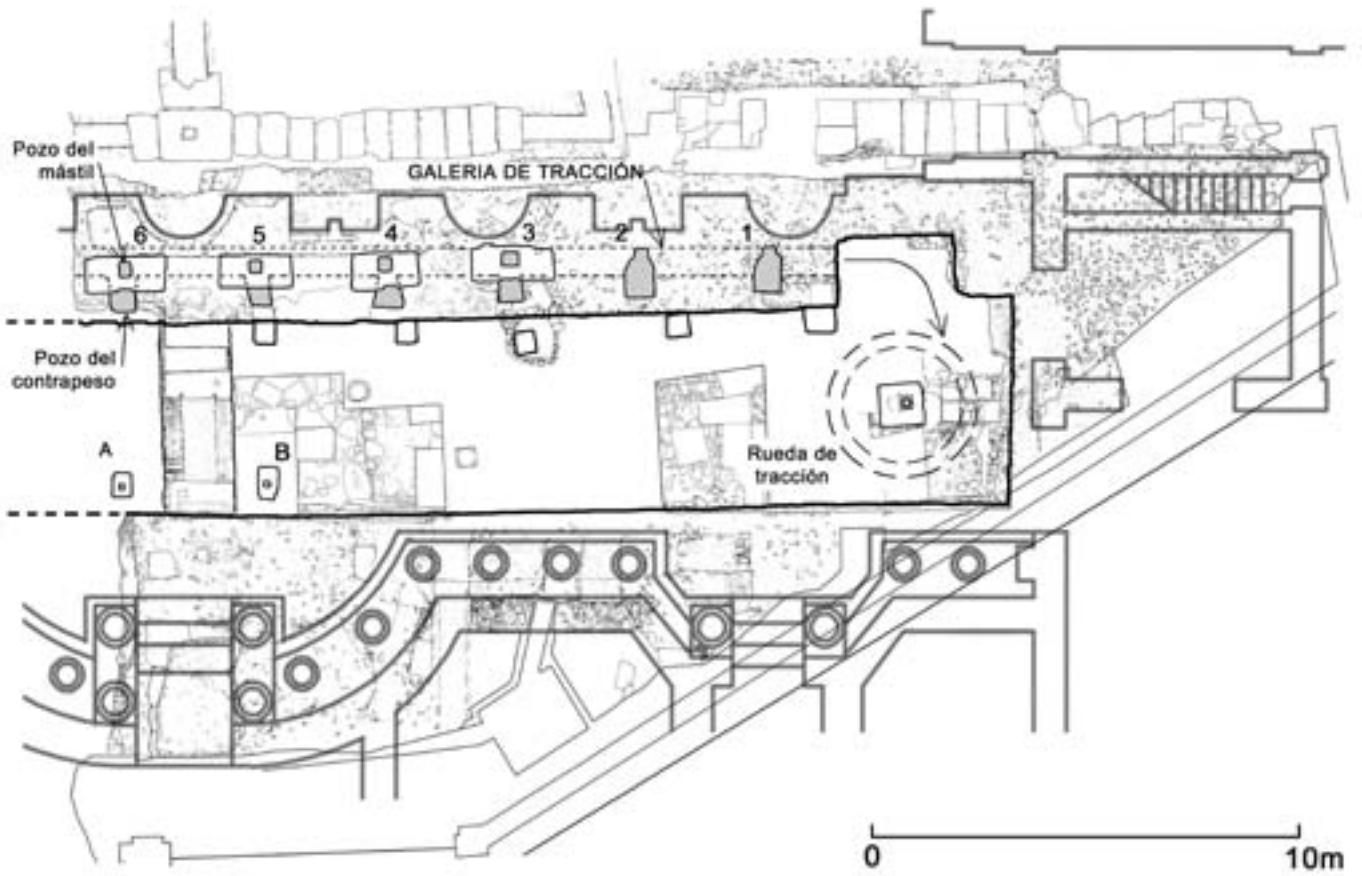 Pozo del
mástil
GALERIA DE TRACCIÓN
6 5 4 3 2 1
Pozo del
contrapeso
A
B
Rueda de
tracción
0 10m